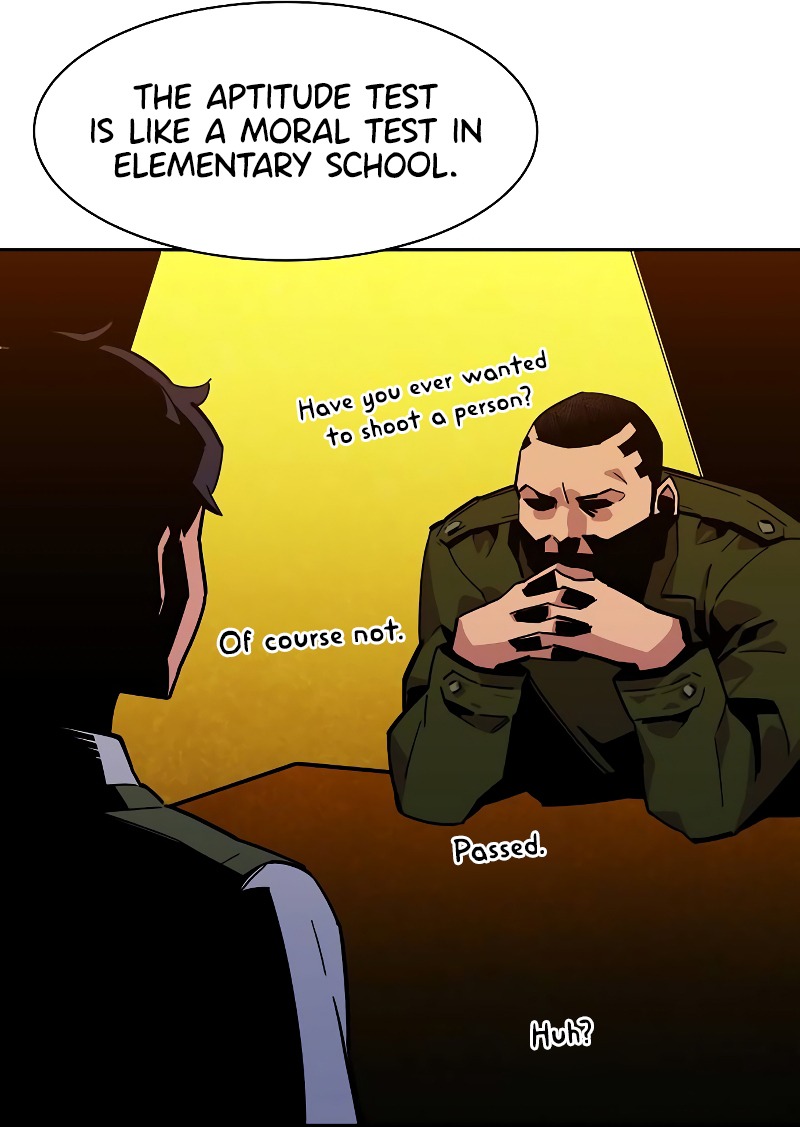 THE APTITUDE TEST
IS LIKE A MORAL TEST IN
ELEMENTARY SCHOOL.
Have you ever wanted
to shoot a person?
Of course not.
Passed.
Huh?